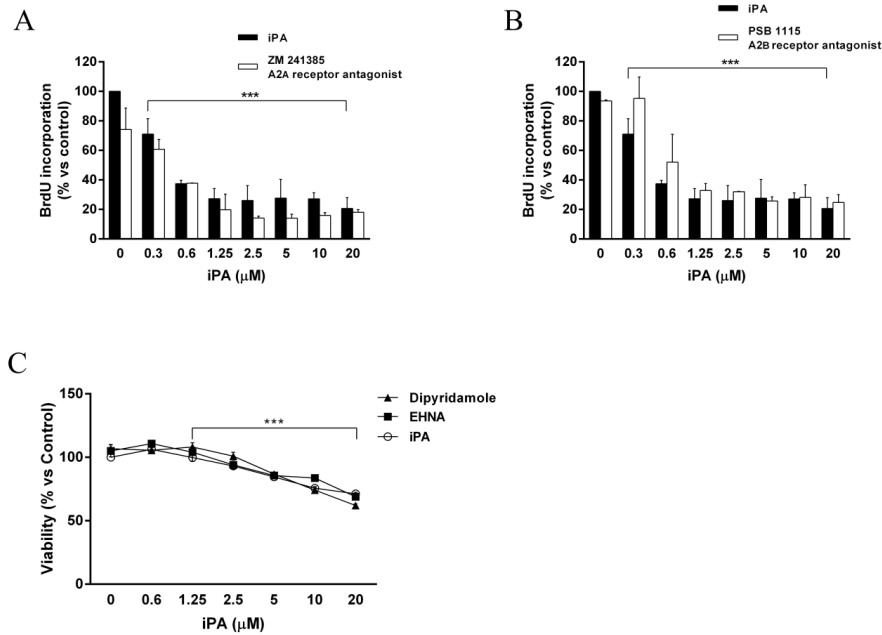 A
iPA
ZM 241385
A2A receptor antagonist
BrdU incorporation
(% vs control)
120
100
80
60
40
20
0
***
0 0.3 0.6 1.25 2.5 5 10 20
iPA (μM)
B
iPA
PSB 1115
A2B receptor antagonist
BrdU incorporation
(% vs control)
120
100
80
60
40
20
0
***
0 0.3 0.6 1.25 2.5 5 10 20
iPA (μM)
C
Viability (% vs Control)
150
100
50
0
***
Dipyridamole
EHNA
iPA
0 0.6 1.25 2.5 5 10 20
iPA (μM)